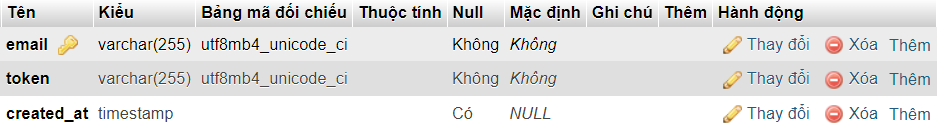 Tên Kiểu Bảng mã đối chiếu Thuộc tính Null Mặc định Ghi chú Thêm Hành động
email varchar(255) utf8mb4_unicode_ci Không Không Thay đổi Xóa Thêm
token varchar(255) utf8mb4_unicode_ci Không Không Thay đổi Xóa Thêm
created_at timestamp Có NULL Thay đổi Xóa Thêm